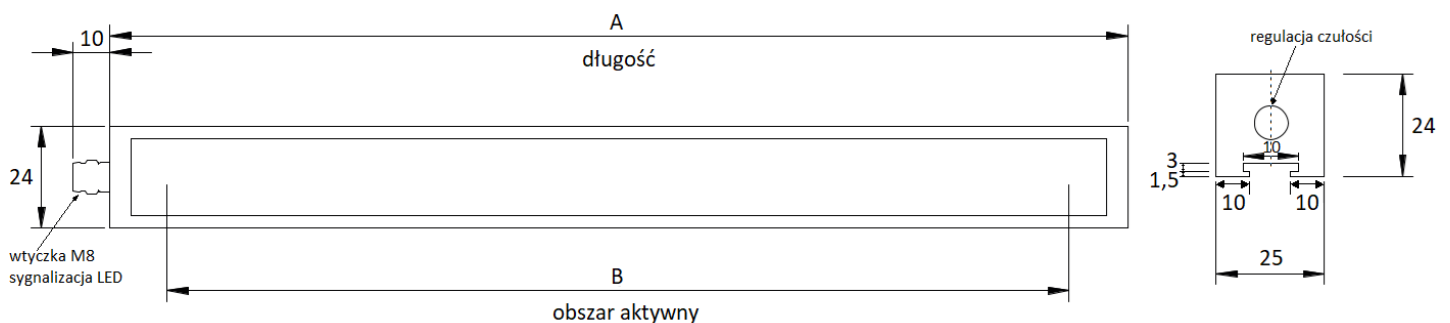 A
10
długość
24
wtyczka M8
sygnalizacja LED
B
obszar aktywny
regulacja czułości
24
10
3
1,5
10
10
25